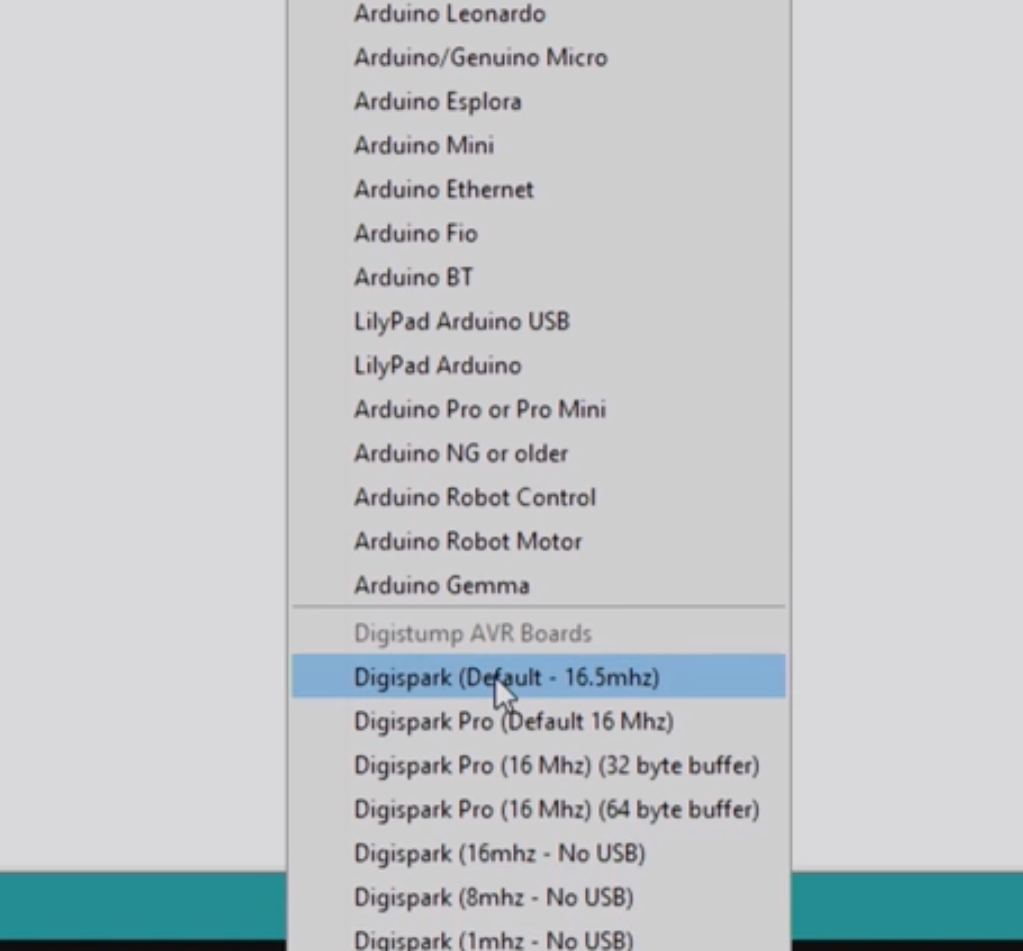 Arduino Leonardo
Arduino/Genuino Micro
Arduino Esplora
Arduino Mini
Arduino Ethernet
Arduino Fio
Arduino BT
LilyPad Arduino USB
LilyPad Arduino
Arduino Pro or Pro Mini
Arduino NG or older
Arduino Robot Control
Arduino Robot Motor
Arduino Gemma
Digistump AVR Boards
Digispark (Default - 16.5mhz)
Digispark Pro (Default 16 Mhz)
Digispark Pro (16 Mhz) (32 byte buffer)
Digispark Pro (16 Mhz) (64 byte buffer)
Digispark (16mhz - No USB)
Digispark (8mhz - No USB)
Digispark (1mhz - No USB)